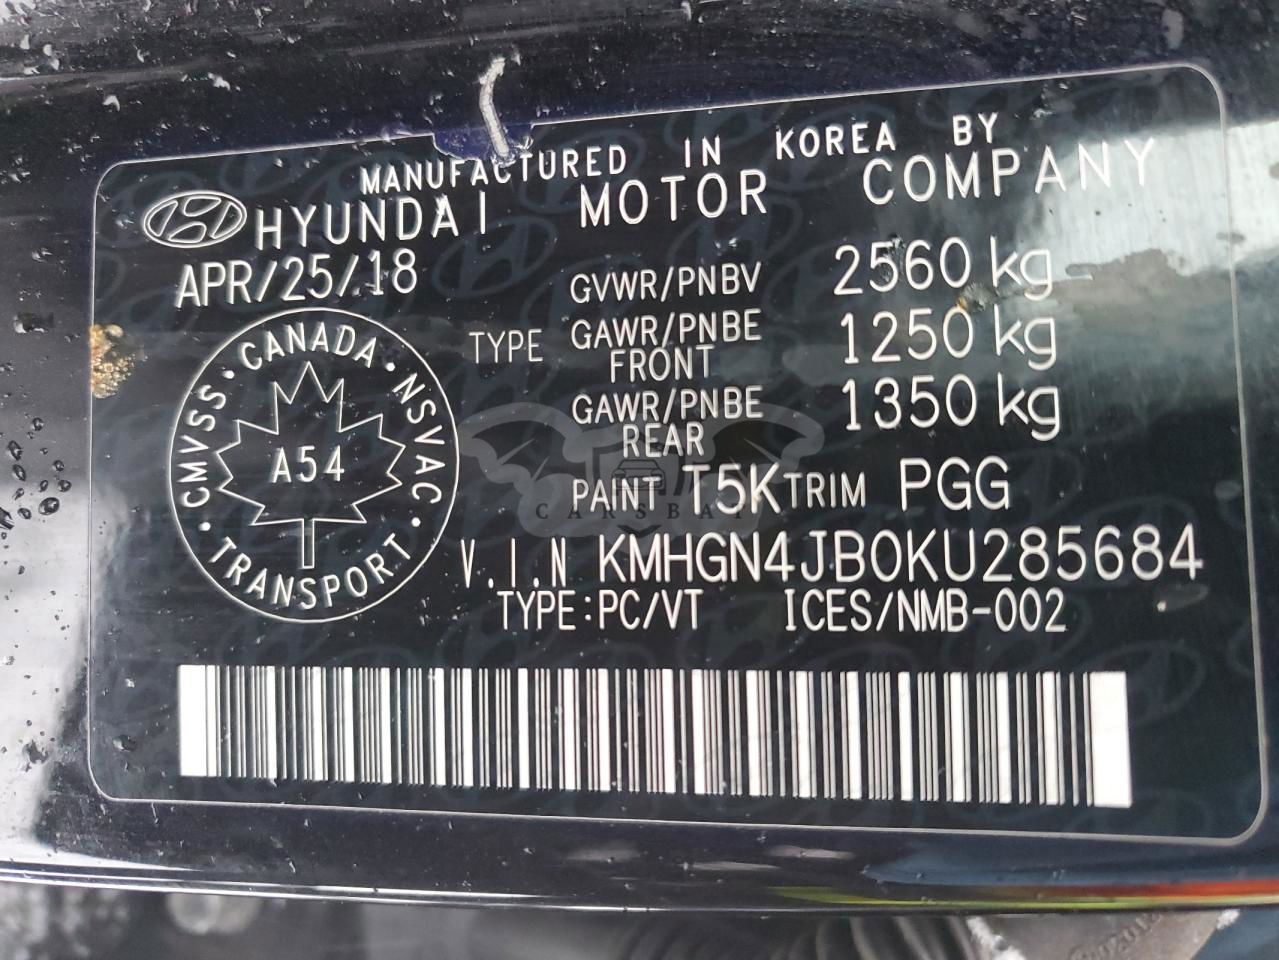 MANUFACTURED IN KOREA BY
HYUNDAI MOTOR COMPANY
APR/25/18
GVWR/PNBV 2560 kg
TYPE GAWR/PNBE FRONT 1250 kg
GAWR/PNBE REAR 1350 kg
PAINT T5K TRIM PGG
V.I.N KMHGN4JB0KU285684
TYPE:PC/VT ICES/NMB-002
CMVSS · CANADA · NSVAC · TRANSPORT
A54
CARSBAT